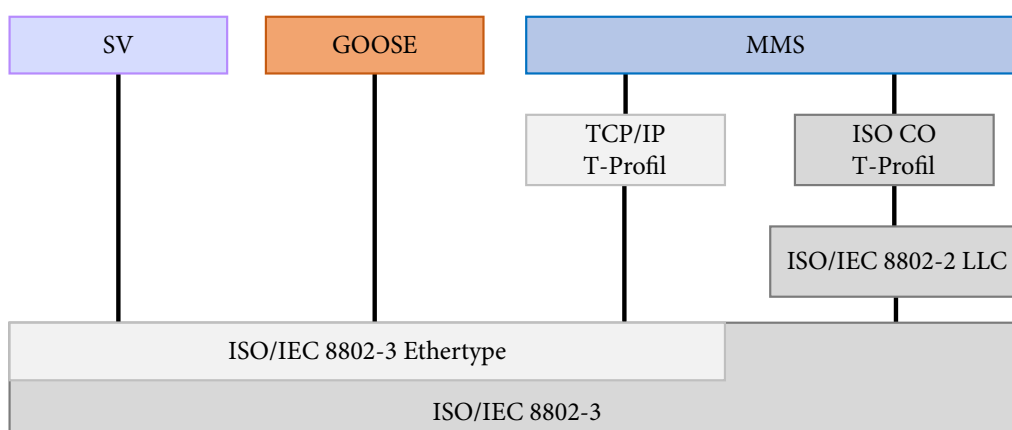 SV
GOOSE
MMS
TCP/IP
T-Profil
ISO CO
T-Profil
ISO/IEC 8802-2 LLC
ISO/IEC 8802-3 Ethertype
ISO/IEC 8802-3